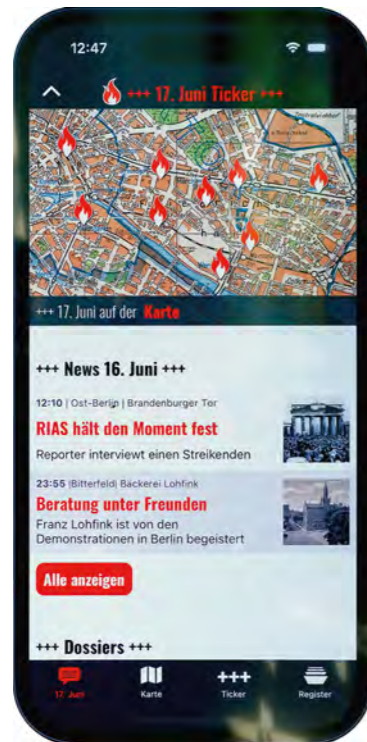 12:47
+++ 17. Juni Ticker +++
+++ 17. Juni auf der Karte
+++ News 16. Juni +++
12:10 | Ost-Berlin | Brandenburger Tor
RIAS hält den Moment fest
Reporter interviewt einen Streikenden
23:55 |Bitterfeld| Bäckerei Lohfink
Beratung unter Freunden
Franz Lohfink ist von den
Demonstrationen in Berlin begeistert
Alle anzeigen
+++ Dossiers +++
17. Juni
Karte
+++
Ticker
Register